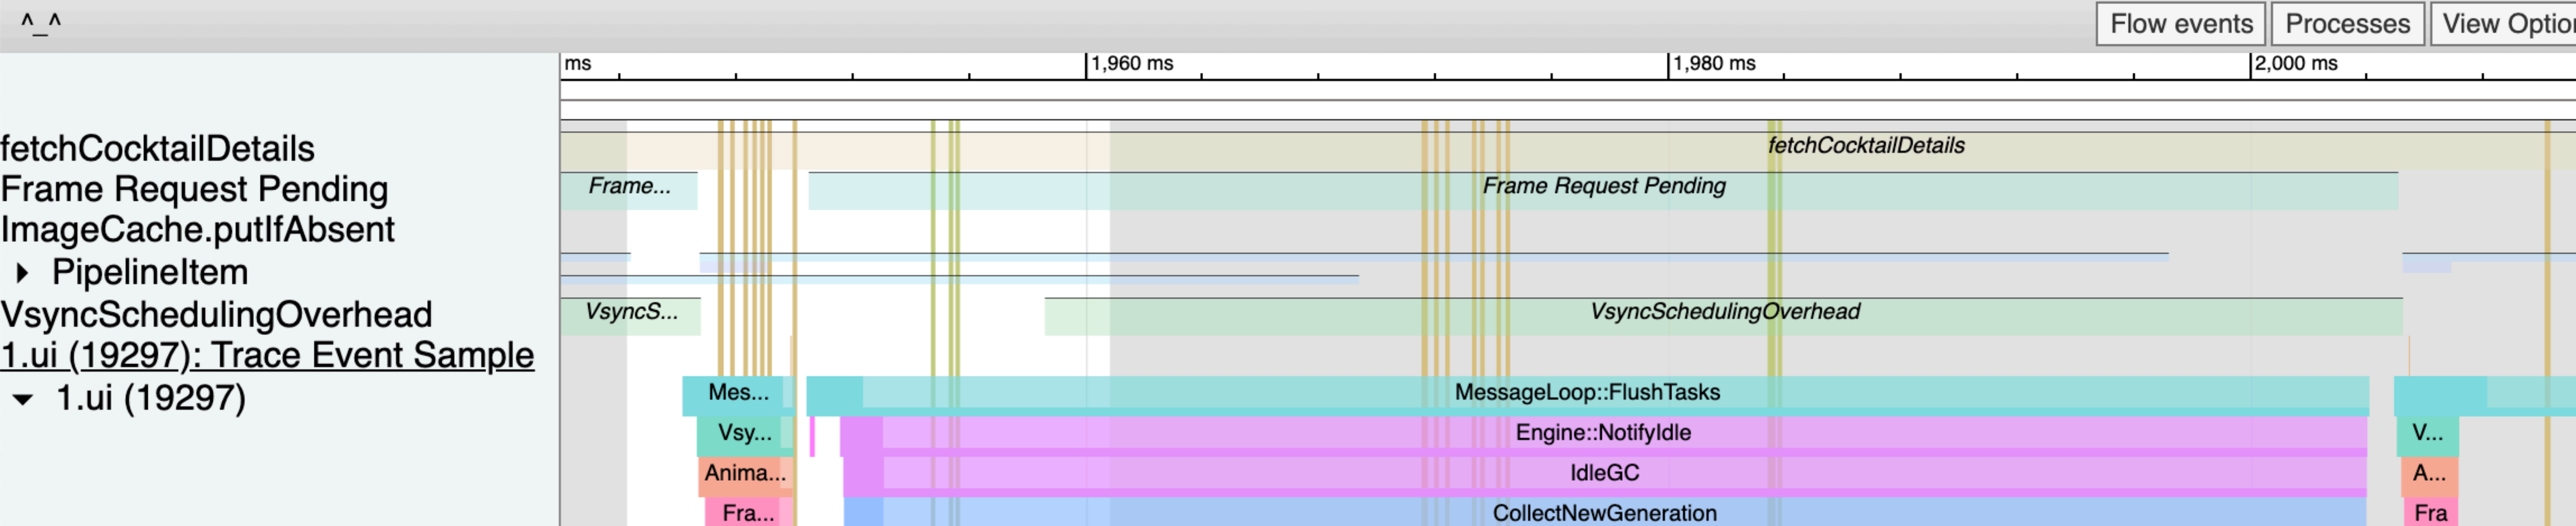 ^_^
Flow events Processes View Optio
ms 1,960 ms 1,980 ms 2,000 ms
fetchCocktailDetails fetchCocktailDetails
Frame Request Pending Frame... Frame Request Pending
ImageCache.putIfAbsent
PipelineItem
VsyncSchedulingOverhead VsyncS... VsyncSchedulingOverhead
1.ui (19297): Trace Event Sample
1.ui (19297) Mes... MessageLoop::FlushTasks
Vsy... Engine::NotifyIdle V...
Anima... IdleGC A...
Fra... CollectNewGeneration Fra